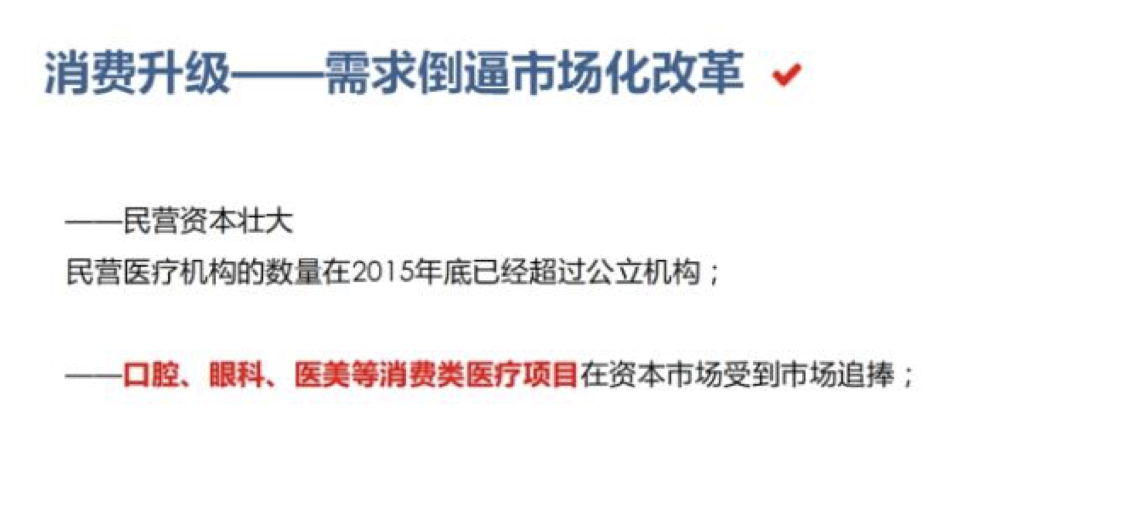 消费升级——需求倒逼市场化改革
——民营资本壮大
民营医疗机构的数量在2015年底已经超过公立机构；
——口腔、眼科、医美等消费类医疗项目在资本市场受到市场追捧；